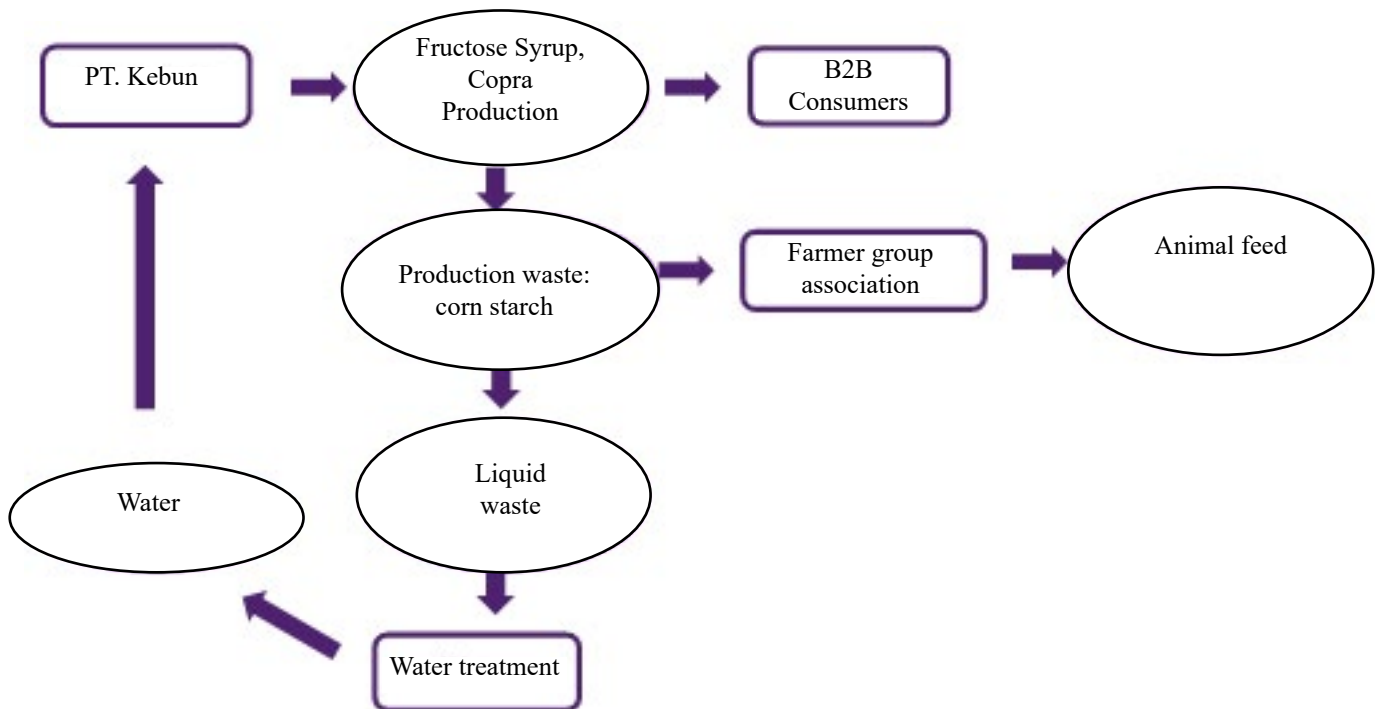 PT. Kebun
Fructose Syrup,
Copra
Production
B2B
Consumers
Production waste:
corn starch
Farmer group
association
Animal feed
Liquid
waste
Water
Water treatment